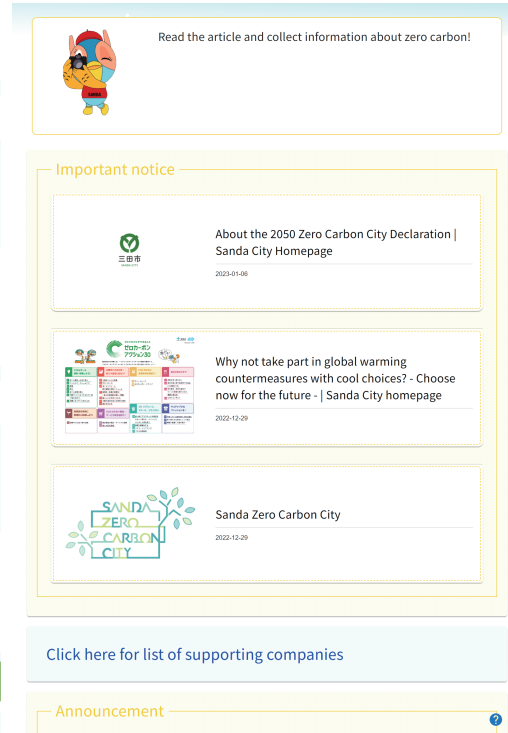 Read the article and collect information about zero carbon!
SANDA
Important notice
三田市
SANDA CITY
About the 2050 Zero Carbon City Declaration |
Sanda City Homepage
2023-01-06
ゼロカーボン
アクション30
Why not take part in global warming
countermeasures with cool choices? - Choose
now for the future - | Sanda City homepage
2022-12-29
SANDA
ZERO
CARBON
CITY
Sanda Zero Carbon City
2022-12-29
Click here for list of supporting companies
Announcement
?